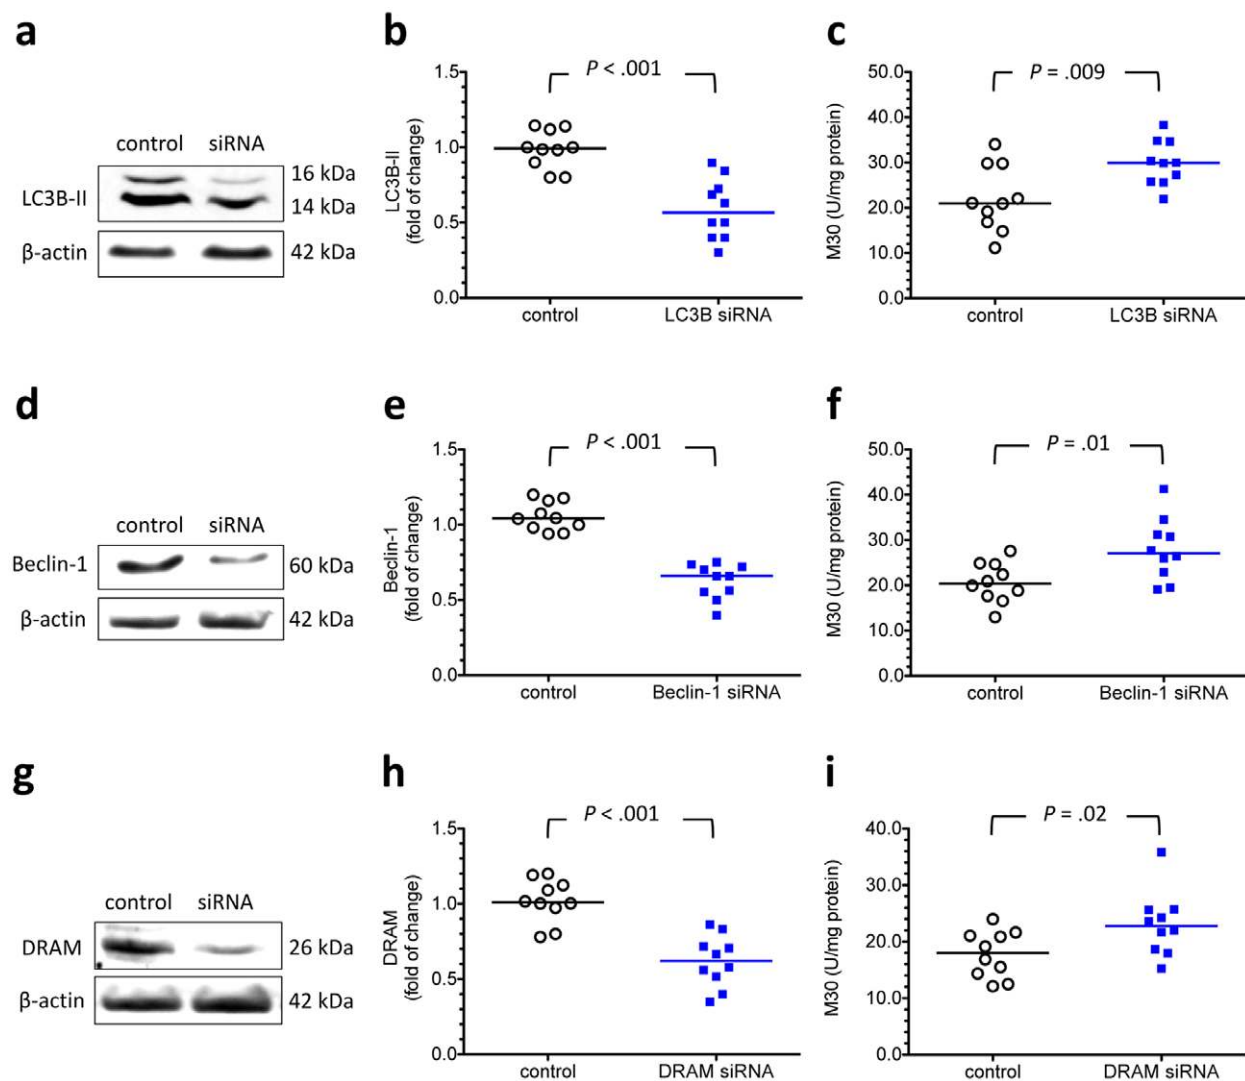 a
control siRNA
LC3B-II
16 kDa
14 kDa
β-actin
42 kDa
b
P < .001
LC3B-II
(fold of change)
1.5
1.0
0.5
0.0
control
LC3B siRNA
c
P = .009
M30 (U/mg protein)
50.0
40.0
30.0
20.0
10.0
0.0
control
LC3B siRNA
d
control siRNA
Beclin-1
60 kDa
β-actin
42 kDa
e
P < .001
Beclin-1
(fold of change)
1.5
1.0
0.5
0.0
control
Beclin-1 siRNA
f
P = .01
M30 (U/mg protein)
50.0
40.0
30.0
20.0
10.0
0.0
control
Beclin-1 siRNA
g
control siRNA
DRAM
26 kDa
β-actin
42 kDa
h
P < .001
DRAM
(fold of change)
1.5
1.0
0.5
0.0
control
DRAM siRNA
i
P = .02
M30 (U/mg protein)
40.0
30.0
20.0
10.0
0.0
control
DRAM siRNA